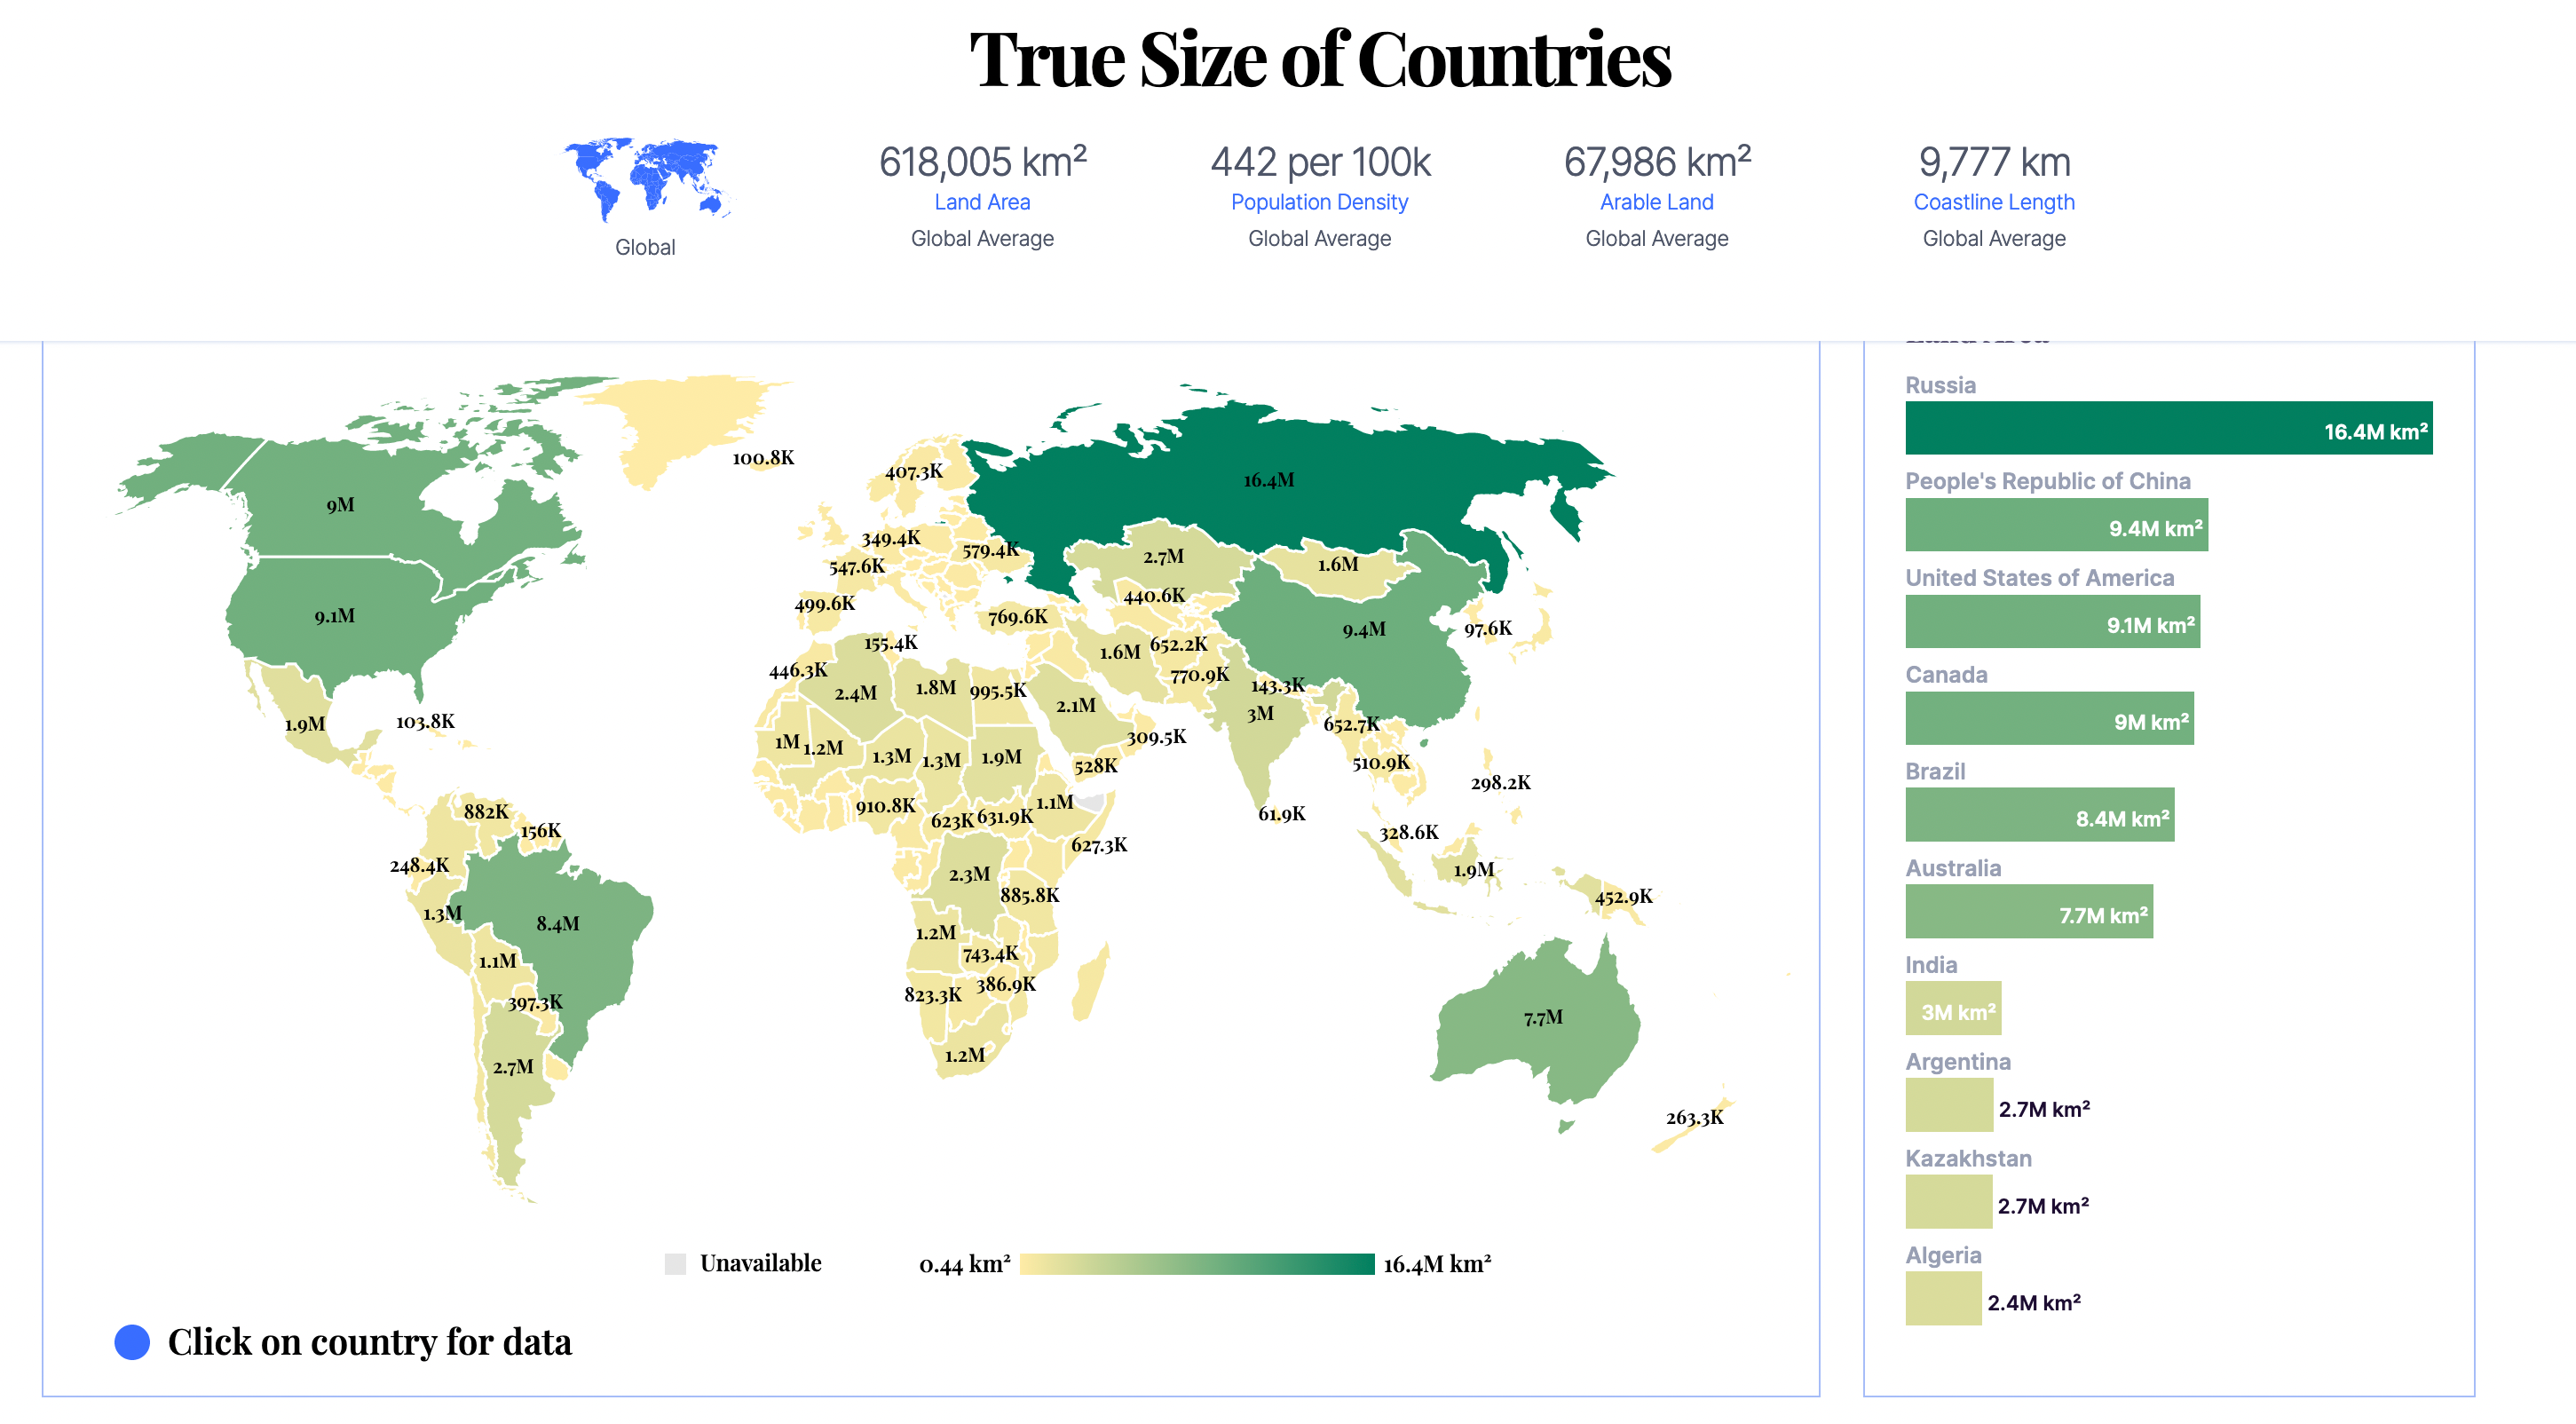 True Size of Countries
618,005 km²
442 per 100k
67,986 km²
9,777 km
Land Area
Population Density
Arable Land
Coastline Length
Global
Global Average
Global Average
Global Average
Global Average
100.8K
407.3K
16.4M
9M
349.4K
579.4K
547.6K
2.7M
1.6M
440.6K
499.6K
769.6K
9.1M
155.4K
1.6M
652.2K
9.4M
97.6K
446.3K
2.4M
1.8M
995.5K
770.9K
143.3K
1.9M
103.8K
2.1M
3M
652.7K
1M
1.2M
1.3M
1.3M
1.9M
309.5K
528K
510.9K
298.2K
882K
156K
910.8K
623K
631.9K
1.1M
61.9K
328.6K
248.4K
627.3K
2.3M
885.8K
1.9M
452.9K
1.3M
8.4M
1.2M
743.4K
1.1M
397.3K
823.3K
386.9K
7.7M
2.7M
1.2M
263.3K
Unavailable
0.44 km²
16.4M km²
Click on country for data
Land Area
Russia
16.4M km²
People's Republic of China
9.4M km²
United States of America
9.1M km²
Canada
9M km²
Brazil
8.4M km²
Australia
7.7M km²
India
3M km²
Argentina
2.7M km²
Kazakhstan
2.7M km²
Algeria
2.4M km²